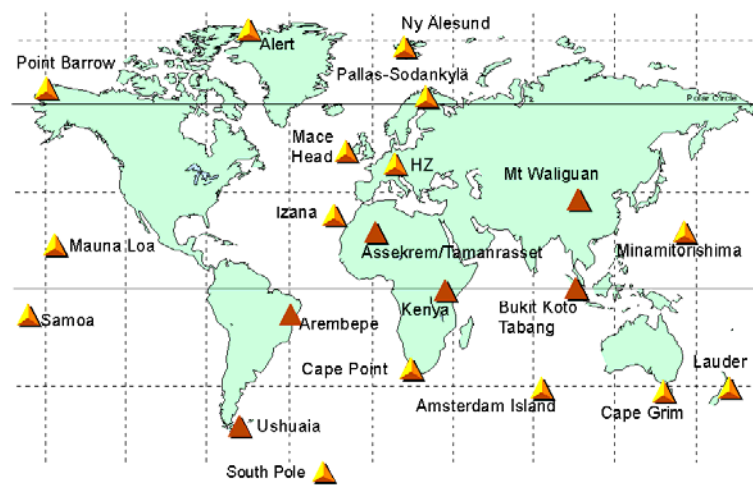 Ny Alesund
Alert
Point Barrow
Pallas-Sodankylä
Polar Circle
Mace
Head
HZ
Mt Waliguan
Izana
Mauna Loa
Assekrem/Tamanrasset
Minamitorishima
Kenya
Bukit Koto
Tabang
Samoa
Arembepe
Cape Point
Lauder
Amsterdam Island
Cape Grim
Ushuaia
South Pole